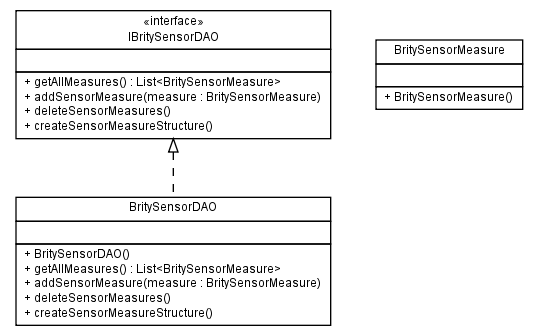 «interface»
IBritySensorDAO
+ getAllMeasures() : List<BritySensorMeasure>
+ addSensorMeasure(measure : BritySensorMeasure)
+ deleteSensorMeasures()
+ createSensorMeasureStructure()
BritySensorMeasure
+ BritySensorMeasure()
BritySensorDAO
+ BritySensorDAO()
+ getAllMeasures() : List<BritySensorMeasure>
+ addSensorMeasure(measure : BritySensorMeasure)
+ deleteSensorMeasures()
+ createSensorMeasureStructure()